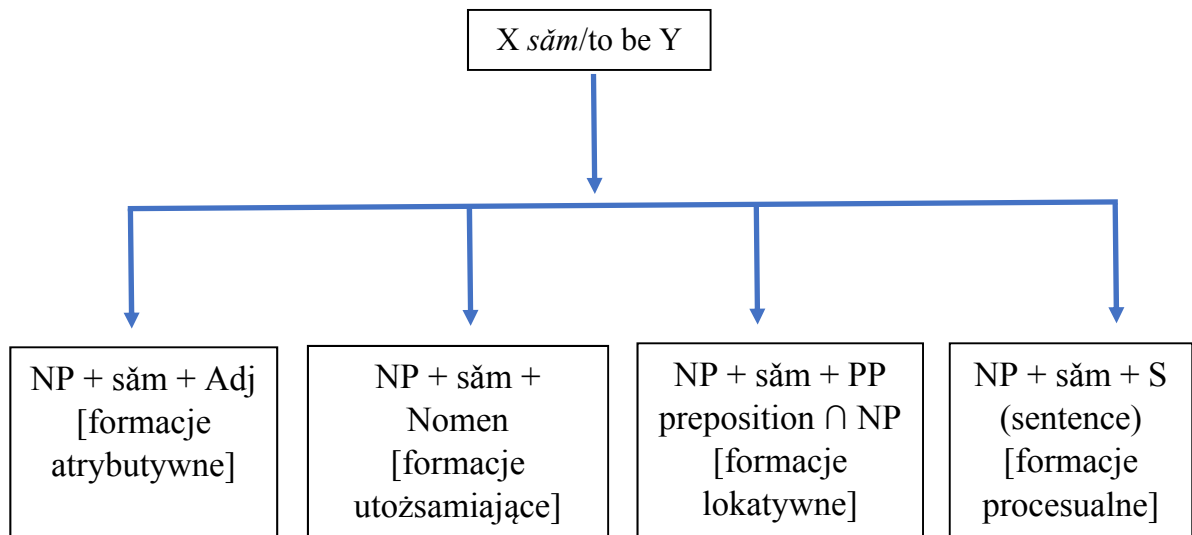 X săm/to be Y
NP + săm + Adj
[formacje
atrybutywne]
NP + săm +
Nomen
[formacje
utożsamiające]
NP + săm + PP
preposition ∩ NP
[formacje
lokatywne]
NP + săm + S
(sentence)
[formacje
procesualne]